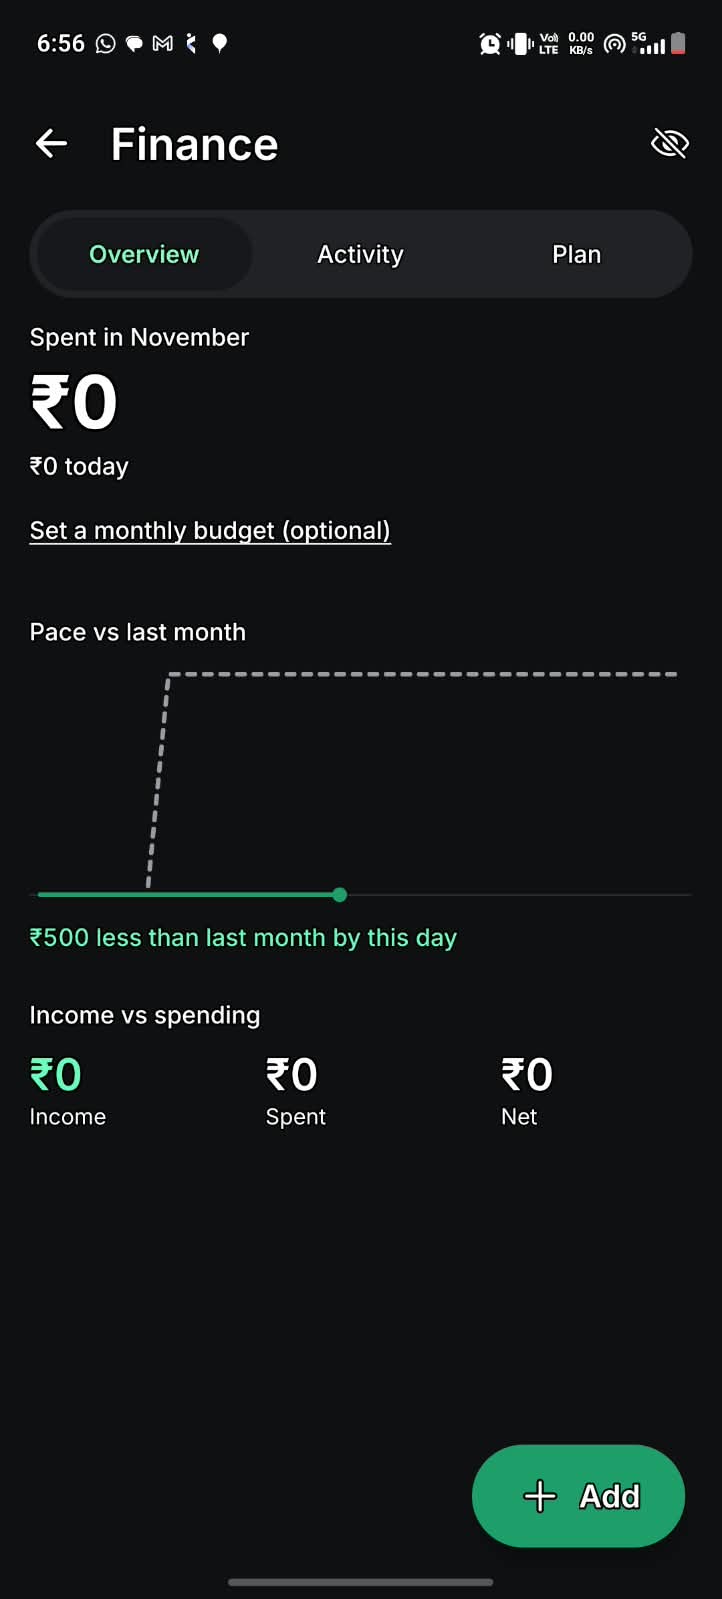 6:56 Vo) LTE 0.00 KB/s 5G
Finance
Overview Activity Plan
Spent in November
₹0
₹0 today
Set a monthly budget (optional)
Pace vs last month
₹500 less than last month by this day
Income vs spending
₹0 ₹0 ₹0
Income Spent Net
+ Add